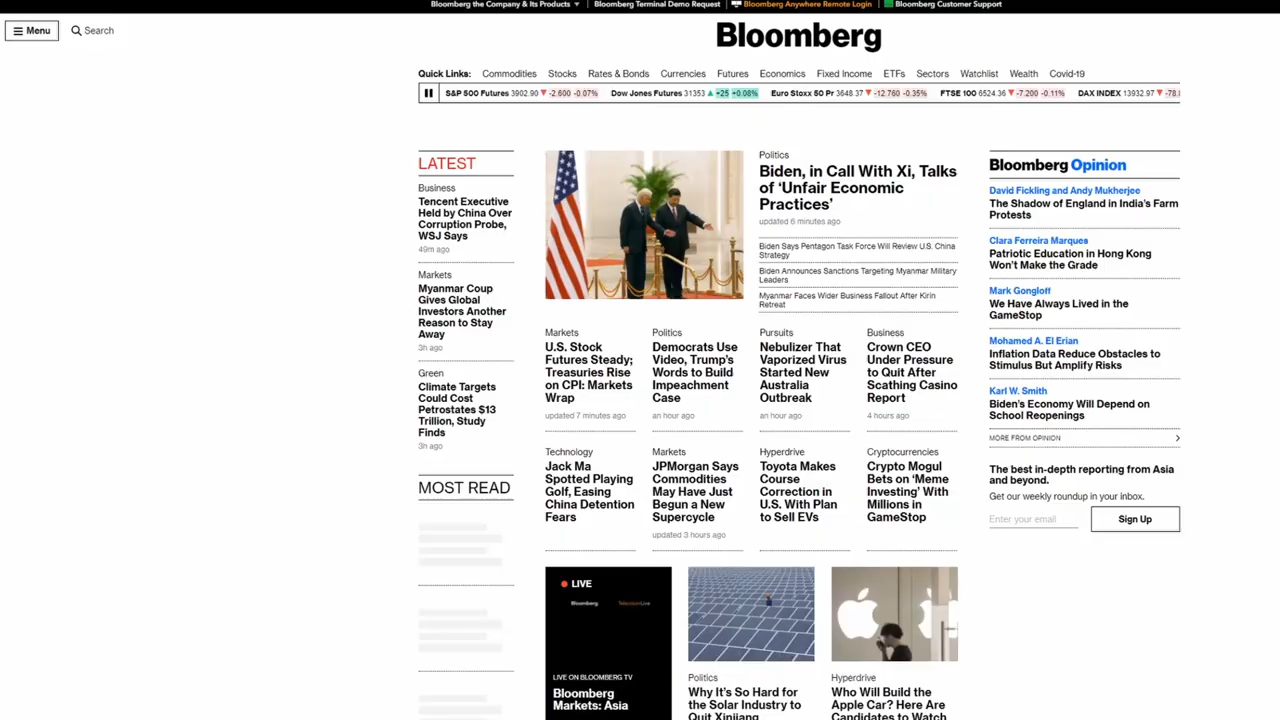 Bloomberg the Company & Its Products ▼
Bloomberg Terminal Demo Request
Bloomberg Anywhere Remote Login
Bloomberg Customer Support
Menu
Search
Bloomberg
Quick Links: Commodities Stocks Rates & Bonds Currencies Futures Economics Fixed Income ETFs Sectors Watchlist Wealth Covid-19
S&P 500 Futures 3902.90 ▼ -2.600 -0.07% Dow Jones Futures 31353 ▲ +25 +0.08% Euro Stoxx 50 Pr 3648.37 ▼ -12.760 -0.35% FTSE 100 6524.36 ▼ -7.200 -0.11% DAX INDEX 13932.97 ▼ -78.
LATEST
Business
Tencent Executive
Held by China Over
Corruption Probe,
WSJ Says
49m ago
Markets
Myanmar Coup
Gives Global
Investors Another
Reason to Stay
Away
3h ago
Green
Climate Targets
Could Cost
Petrostates $13
Trillion, Study
Finds
3h ago
MOST READ
Politics
Biden, in Call With Xi, Talks
of ‘Unfair Economic
Practices’
updated 6 minutes ago
Biden Says Pentagon Task Force Will Review U.S. China
Strategy
Biden Announces Sanctions Targeting Myanmar Military
Leaders
Myanmar Faces Wider Business Fallout After Kirin
Retreat
Markets
U.S. Stock
Futures Steady;
Treasuries Rise
on CPI: Markets
Wrap
updated 7 minutes ago
Politics
Democrats Use
Video, Trump’s
Words to Build
Impeachment
Case
an hour ago
Pursuits
Nebulizer That
Vaporized Virus
Started New
Australia
Outbreak
an hour ago
Business
Crown CEO
Under Pressure
to Quit After
Scathing Casino
Report
4 hours ago
Technology
Jack Ma
Spotted Playing
Golf, Easing
China Detention
Fears
Markets
JPMorgan Says
Commodities
May Have Just
Begun a New
Supercycle
updated 3 hours ago
Hyperdrive
Toyota Makes
Course
Correction in
U.S. With Plan
to Sell EVs
Cryptocurrencies
Crypto Mogul
Bets on ‘Meme
Investing’ With
Millions in
GameStop
LIVE
Bloomberg
LIVE ON BLOOMBERG TV
Bloomberg
Markets: Asia
Politics
Why It’s So Hard for
the Solar Industry to
Quit Xinjiang
Hyperdrive
Who Will Build the
Apple Car? Here Are
Candidates to Watch
Bloomberg Opinion
David Fickling and Andy Mukherjee
The Shadow of England in India’s Farm
Protests
Clara Ferreira Marques
Patriotic Education in Hong Kong
Won’t Make the Grade
Mark Gongloff
We Have Always Lived in the
GameStop
Mohamed A. El Erian
Inflation Data Reduce Obstacles to
Stimulus But Amplify Risks
Karl W. Smith
Biden’s Economy Will Depend on
School Reopenings
MORE FROM OPINION
The best in-depth reporting from Asia
and beyond.
Get our weekly roundup in your inbox.
Enter your email
Sign Up